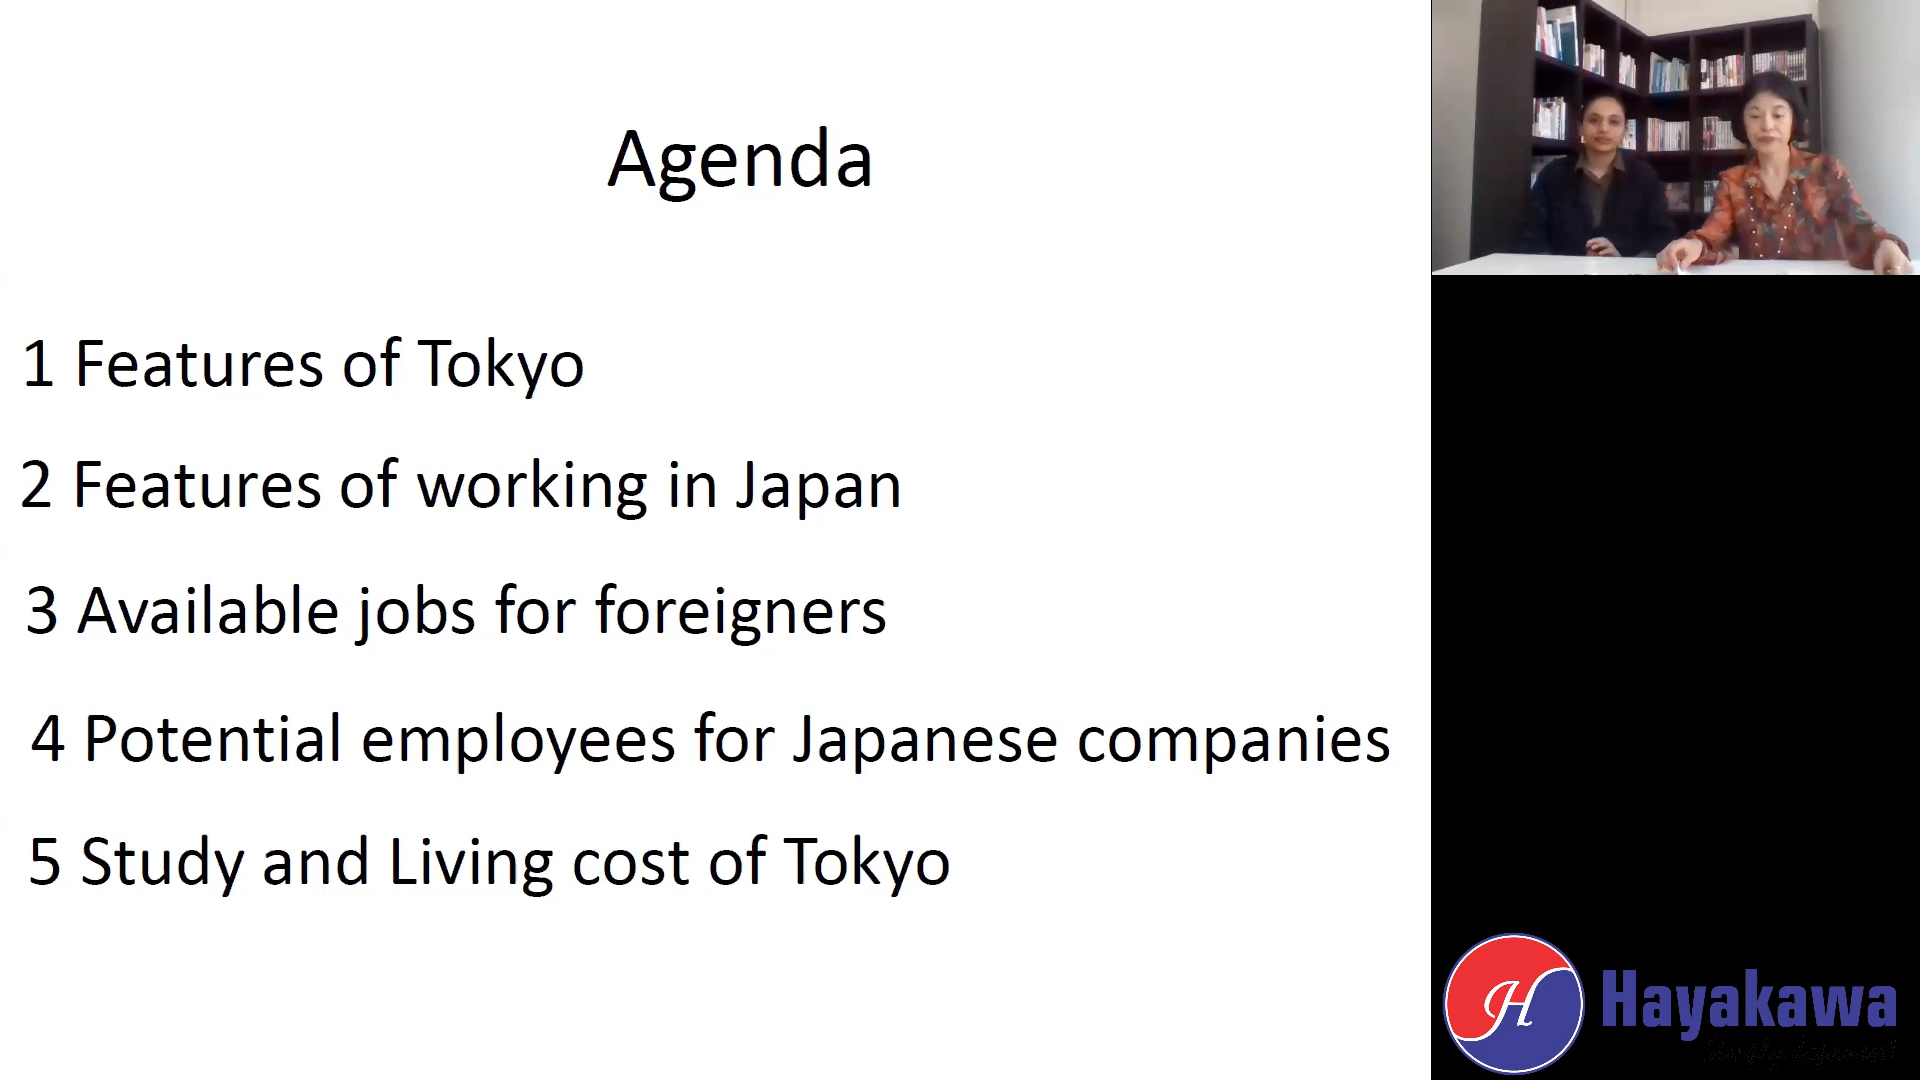 Agenda
1 Features of Tokyo
2 Features of working in Japan
3 Available jobs for foreigners
4 Potential employees for Japanese companies
5 Study and Living cost of Tokyo
H
Hayakawa